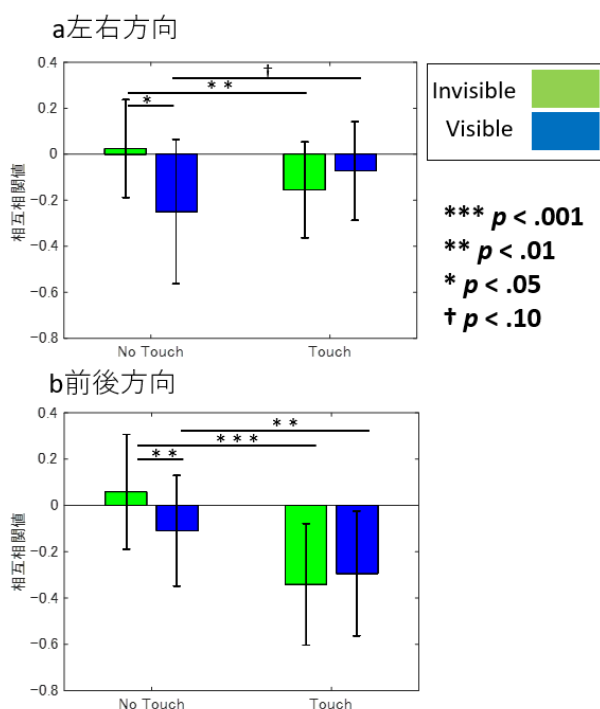 a左右方向
0.4
†
＊＊
0.2
＊
0
−0.2
−0.4
−0.6
−0.8
相互相関値
No Touch Touch
Invisible
Visible
*** p < .001
** p < .01
* p < .05
† p < .10
b前後方向
0.4
＊＊
＊＊＊
0.2
＊＊
0
−0.2
−0.4
−0.6
−0.8
相互相関値
No Touch Touch